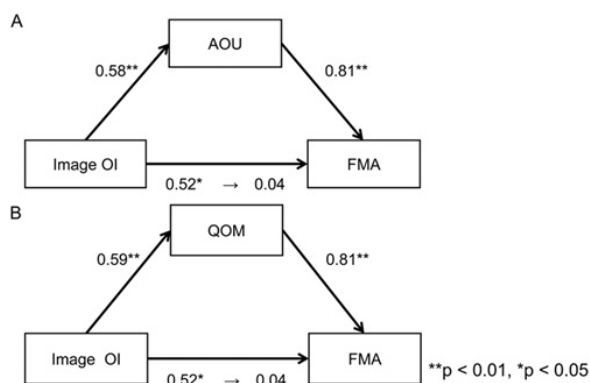 A
AOU
0.58**
0.81**
Image OI
FMA
0.52* → 0.04
B
QOM
0.59**
0.81**
Image OI
FMA
0.52* → 0.04
**p < 0.01, *p < 0.05